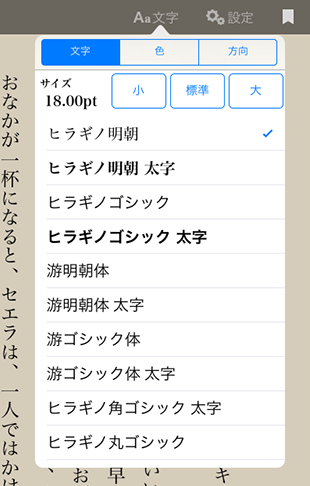 Aa文字 設定
文字 色 方向
サイズ
18.00pt
小 標準 大
ヒラギノ明朝
ヒラギノ明朝 太字
ヒラギノゴシック
ヒラギノゴシック 太字
游明朝体
游明朝体 太字
游ゴシック体
游ゴシック体 太字
ヒラギノ角ゴシック 太字
ヒラギノ丸ゴシック
キ
い
早
お
おなかが一杯になると、セエラは、一人ではかけ